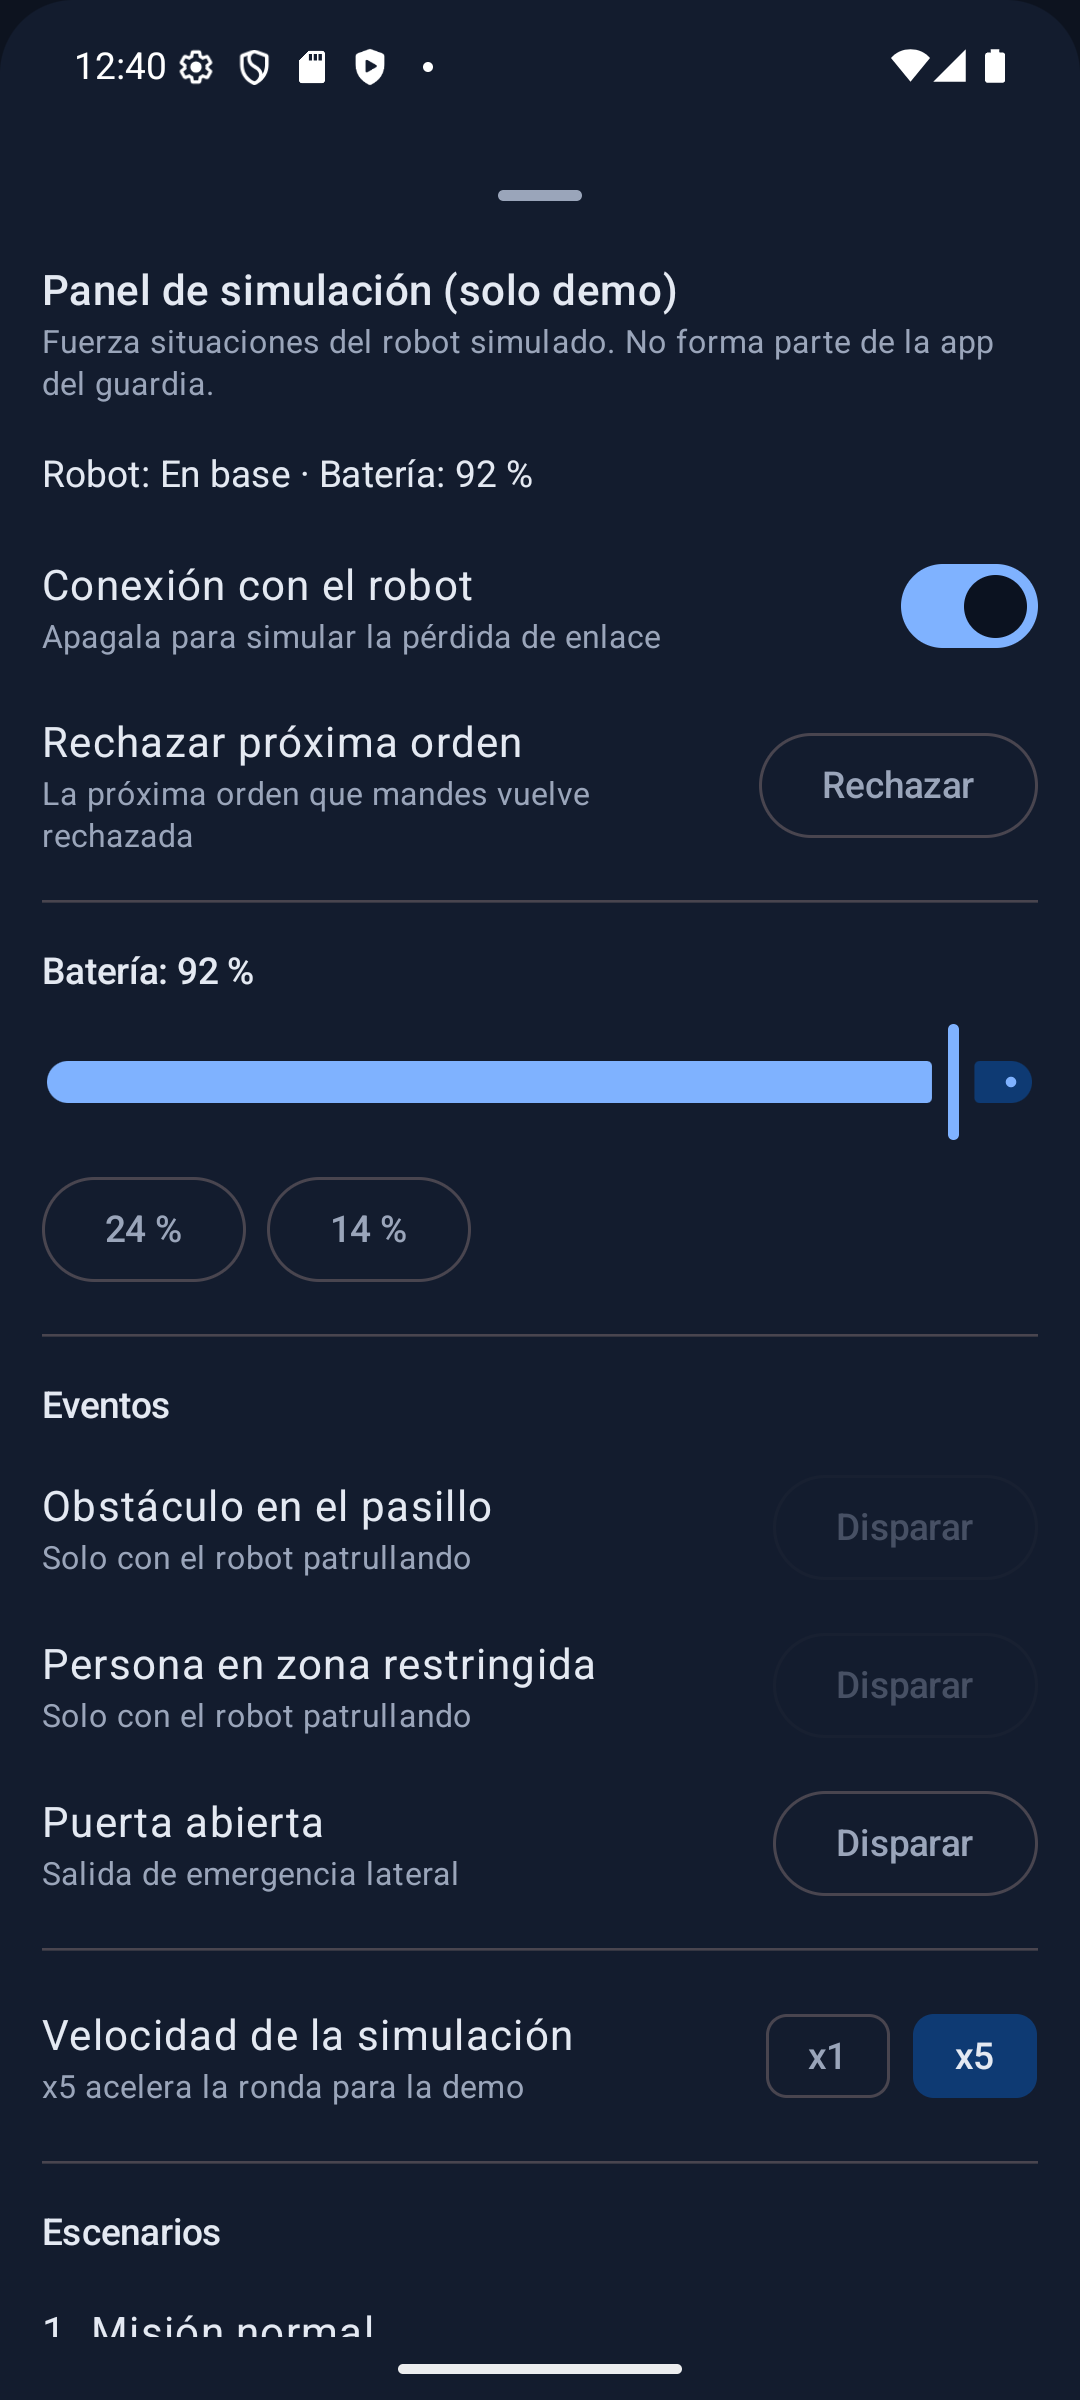 12:40
Panel de simulación (solo demo)
Fuerza situaciones del robot simulado. No forma parte de la app
del guardia.
Robot: En base · Batería: 92 %
Conexión con el robot
Apagala para simular la pérdida de enlace
Rechazar próxima orden
La próxima orden que mandes vuelve
rechazada
Rechazar
Batería: 92 %
24 %
14 %
Eventos
Obstáculo en el pasillo
Solo con el robot patrullando
Disparar
Persona en zona restringida
Solo con el robot patrullando
Disparar
Puerta abierta
Salida de emergencia lateral
Disparar
Velocidad de la simulación
x5 acelera la ronda para la demo
x1
x5
Escenarios
1. Misión normal